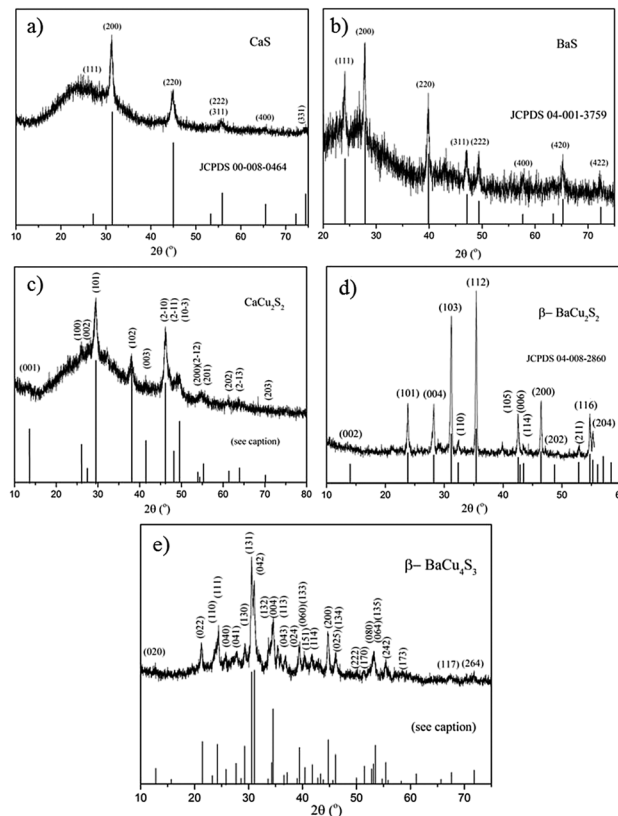 a)
CaS
(111)
(200)
(220)
(222)
(311)
(400)
(331)
JCPDS 00-008-0464
10 20 30 40 50 60 70
2θ (°)
b)
BaS
(111)
(200)
(220)
(311)
(222)
(400)
(420)
(422)
JCPDS 04-001-3759
20 30 40 50 60 70
2θ (°)
c)
CaCu₂S₂
(001)
(100)
(002)
(101)
(102)
(003)
(2-10)
(2-11)
(10-3)
(200)(2-12)
(201)
(202)
(2-13)
(203)
(see caption)
10 20 30 40 50 60 70 80
2θ (°)
d)
β− BaCu₂S₂
JCPDS 04-008-2860
(002)
(101)
(004)
(103)
(110)
(112)
(105)
(006)
(114)
(200)
(202)
(211)
(116)
(204)
10 20 30 40 50 60
2θ (°)
e)
β− BaCu₄S₃
(020)
(022)
(110)
(111)
(040)
(041)
(130)
(131)
(042)
(132)
(004)
(113)
(043)
(024)
(060)(133)
(151)
(114)
(200)
(025)(134)
(222)
(170)
(080)
(064)(135)
(242)
(173)
(117)
(264)
(see caption)
10 20 30 40 50 60 70
2θ (°)